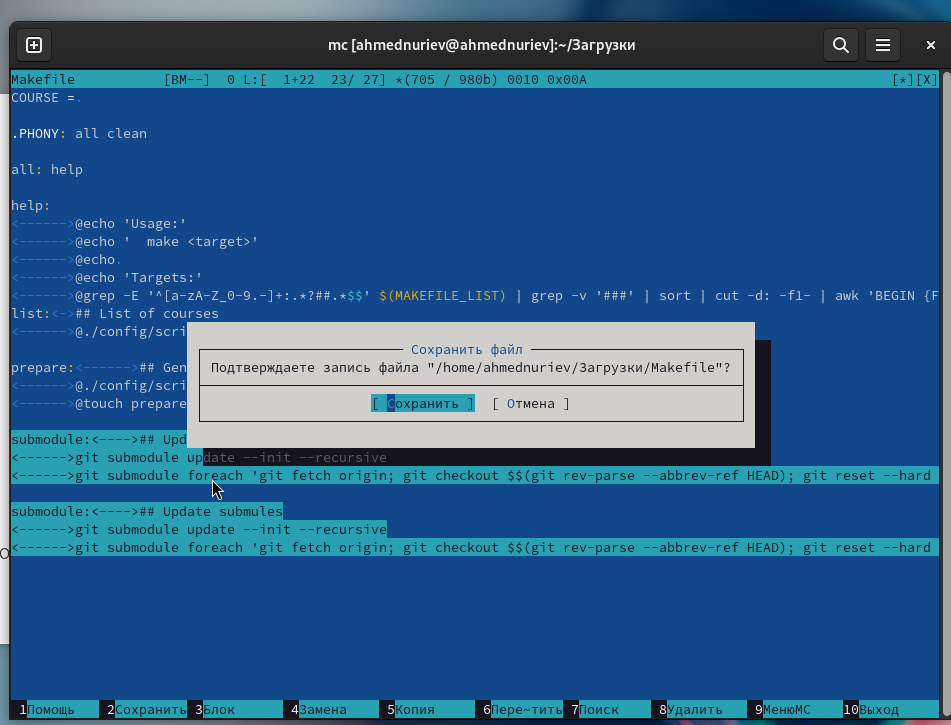 mc [ahmednuriev@ahmednuriev]:~/Загрузки
Makefile [BM--] 0 L:[ 1+22 23/ 27] *(705 / 980b) 0010 0x00A [*][X]
COURSE =.
.PHONY: all clean
all: help
help:
<------>@echo 'Usage:'
<------>@echo '  make <target>'
<------>@echo.
<------>@echo 'Targets:'
<------>@grep -E '^[a-zA-Z_0-9.-]+:.*?##.*$$' $(MAKEFILE_LIST) | grep -v '###' | sort | cut -d: -f1- | awk 'BEGIN {F
list:<->## List of courses
<------>@./config/scri
Сохранить файл
prepare:<------>## Gen
Подтверждаете запись файла "/home/ahmednuriev/Загрузки/Makefile"?
<------>@./config/scri
<------>@touch prepare
[ Сохранить ] [ Отмена ]
submodule:<---->## Upd
<------>git submodule update --init --recursive
<------>git submodule foreach 'git fetch origin; git checkout $$(git rev-parse --abbrev-ref HEAD); git reset --hard
submodule:<---->## Update submules
<------>git submodule update --init --recursive
<------>git submodule foreach 'git fetch origin; git checkout $$(git rev-parse --abbrev-ref HEAD); git reset --hard
1Помощь 2Сохранить 3Блок 4Замена 5Копия 6Пере~тить 7Поиск 8Удалить 9МенюMC 10Выход